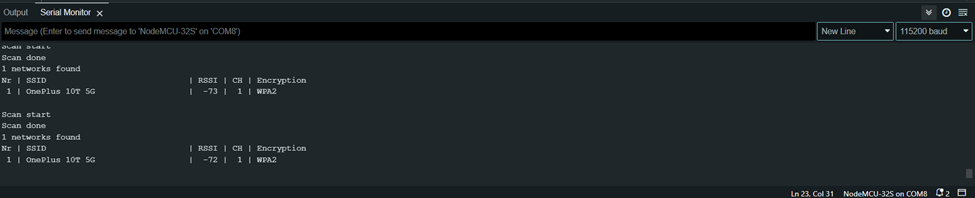 Output Serial Monitor
Message (Enter to send message to 'NodeMCU-32S' on 'COM8') New Line 115200 baud
Scan start
Scan done
1 networks found
Nr | SSID | RSSI | CH | Encryption
1 | OnePlus 10T 5G | -73 | 1 | WPA2
Scan start
Scan done
1 networks found
Nr | SSID | RSSI | CH | Encryption
1 | OnePlus 10T 5G | -72 | 1 | WPA2
Ln 23, Col 31 NodeMCU-32S on COM8 2